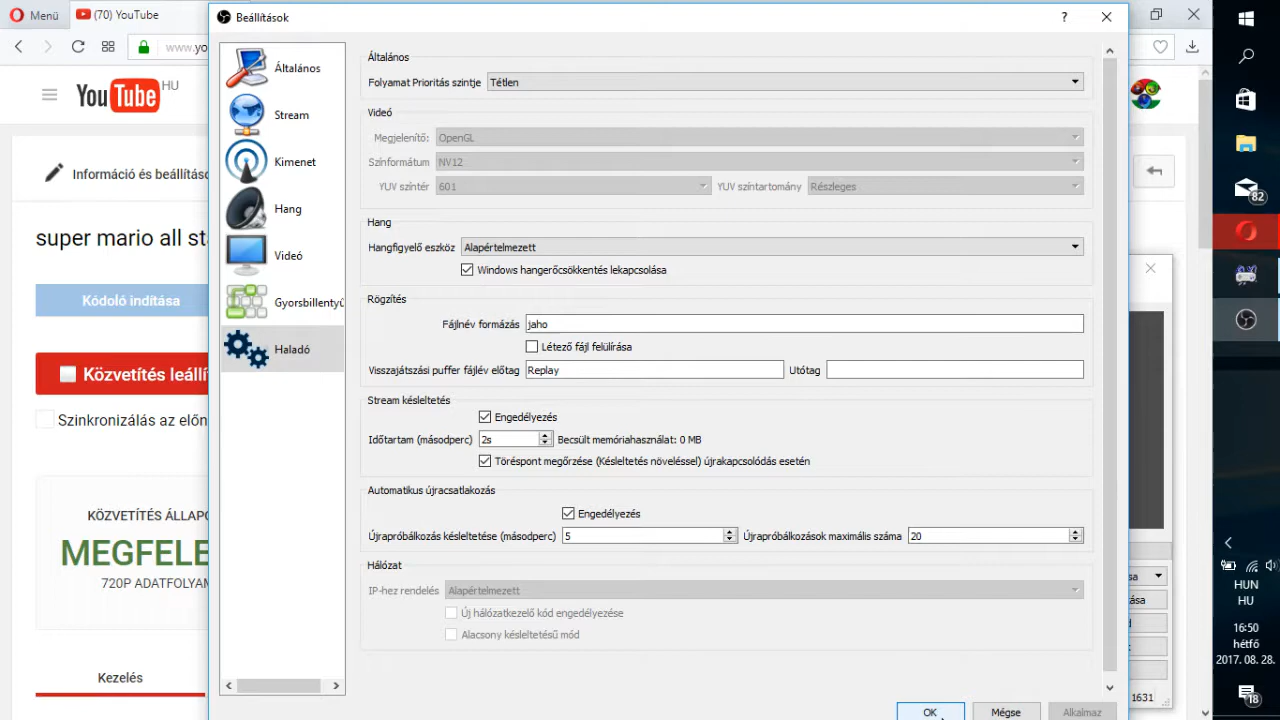 Menü
(70) YouTube
Beállítások
?
www.yo
YouTube HU
Információ és beállítás
super mario all st
Kódoló indítása
Közvetítés leállí
Szinkronizálás az előn
KÖZVETÍTÉS ÁLLAPO
MEGFELE
720P ADATFOLYAM
Kezelés
Általános
Stream
Kimenet
Hang
Videó
Gyorsbillentyű
Haladó
Általános
Folyamat Prioritás szintje Tétlen
Videó
Megjelenítő: OpenGL
Színformátum NV12
YUV színtér 601 YUV színtartomány Részleges
Hang
Hangfigyelő eszköz Alapértelmezett
Windows hangerőcsökkentés lekapcsolása
Rögzítés
Fájlnév formázás jaho
Létező fájl felülírása
Visszajátszási puffer fájlév előtag Replay Utótag
Stream késleltetés
Engedélyezés
Időtartam (másodperc) 2s Becsült memóriahasználat: 0 MB
Töréspont megőrzése (Késleltetés növeléssel) újrakapcsolódás esetén
Automatikus újracsatlakozás
Engedélyezés
Újrapróbálkozás késleltetése (másodperc) 5 Újrapróbálkozások maximális száma 20
Hálózat
IP-hez rendelés Alapértelmezett
Új hálózatkezelő kód engedélyezése
Alacsony késleltetésű mód
OK Mégse Alkalmaz
sa
ása
1631
82
HUN
HU
16:50
hétfő
2017. 08. 28.
18